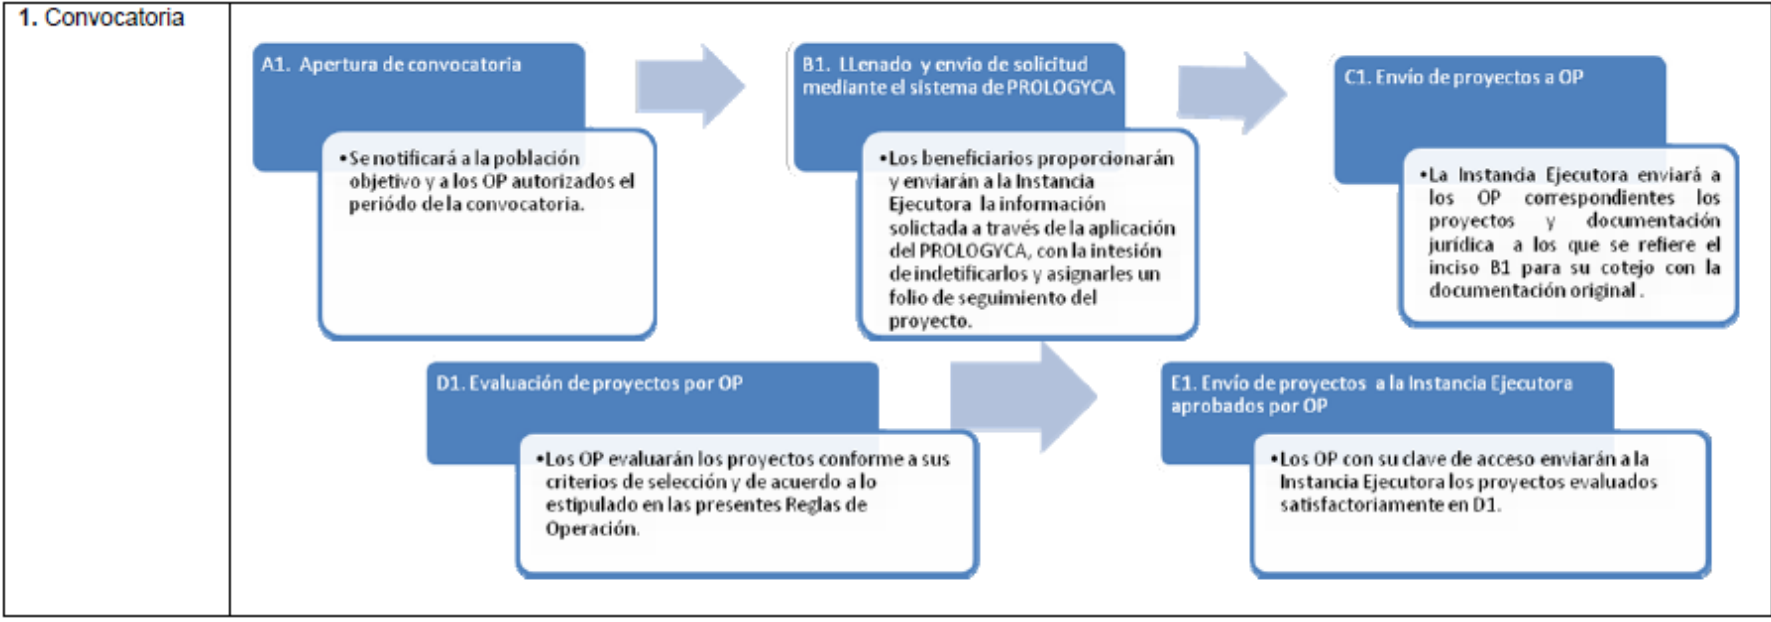 1. Convocatoria
A1. Apertura de convocatoria
•Se notificará a la población
objetivo y a los OP autorizados el
periódo de la convocatoria.
B1. LLenado y envio de solicitud
mediante el sistema de PROLOGYCA
•Los beneficiarios proporcionarán
y enviarán a la Instancia
Ejecutora la información
solictada a través de la aplicación
del PROLOGYCA, con la intesión
de indetificarlos y asignarles un
folio de seguimiento del
proyecto.
C1. Envío de proyectos a OP
•La Instancia Ejecutora enviará a
los OP correspondientes los
proyectos y documentación
jurídica a los que se refiere el
inciso B1 para su cotejo con la
documentación original .
D1. Evaluación de proyectos por OP
•Los OP evaluarán los proyectos conforme a sus
criterios de selección y de acuerdo a lo
estipulado en las presentes Reglas de
Operación.
E1. Envío de proyectos a la Instancia Ejecutora
aprobados por OP
•Los OP con su clave de acceso enviarán a la
Instancia Ejecutora los proyectos evaluados
satisfactoriamente en D1.